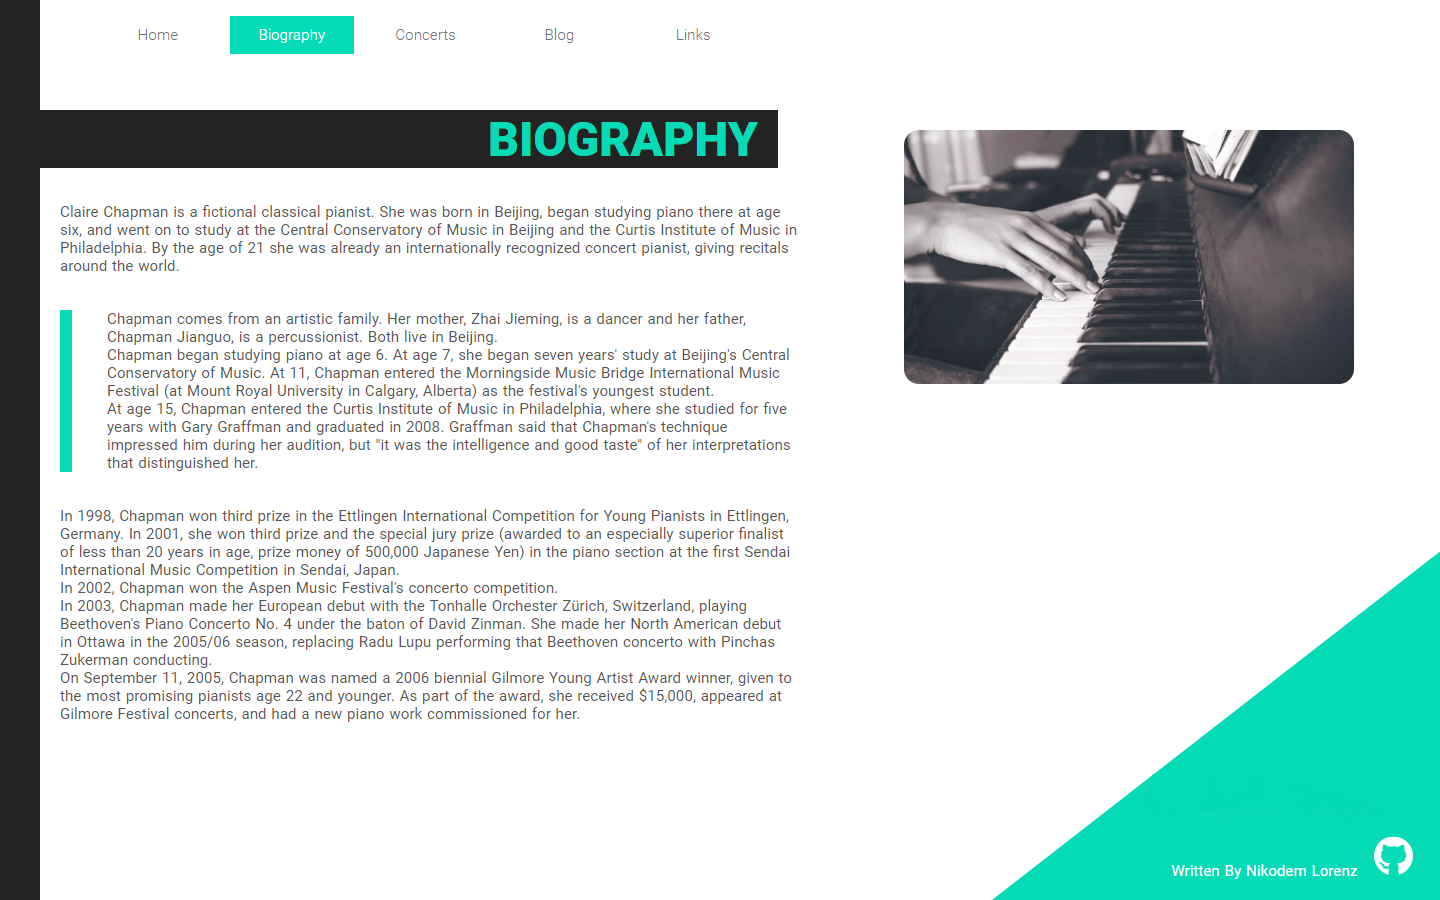 Home
Biography
Concerts
Blog
Links
BIOGRAPHY
Claire Chapman is a fictional classical pianist. She was born in Beijing, began studying piano there at age
six, and went on to study at the Central Conservatory of Music in Beijing and the Curtis Institute of Music in
Philadelphia. By the age of 21 she was already an internationally recognized concert pianist, giving recitals
around the world.
Chapman comes from an artistic family. Her mother, Zhai Jieming, is a dancer and her father,
Chapman Jianguo, is a percussionist. Both live in Beijing.
Chapman began studying piano at age 6. At age 7, she began seven years' study at Beijing's Central
Conservatory of Music. At 11, Chapman entered the Morningside Music Bridge International Music
Festival (at Mount Royal University in Calgary, Alberta) as the festival's youngest student.
At age 15, Chapman entered the Curtis Institute of Music in Philadelphia, where she studied for five
years with Gary Graffman and graduated in 2008. Graffman said that Chapman's technique
impressed him during her audition, but "it was the intelligence and good taste" of her interpretations
that distinguished her.
In 1998, Chapman won third prize in the Ettlingen International Competition for Young Pianists in Ettlingen,
Germany. In 2001, she won third prize and the special jury prize (awarded to an especially superior finalist
of less than 20 years in age, prize money of 500,000 Japanese Yen) in the piano section at the first Sendai
International Music Competition in Sendai, Japan.
In 2002, Chapman won the Aspen Music Festival's concerto competition.
In 2003, Chapman made her European debut with the Tonhalle Orchester Zürich, Switzerland, playing
Beethoven's Piano Concerto No. 4 under the baton of David Zinman. She made her North American debut
in Ottawa in the 2005/06 season, replacing Radu Lupu performing that Beethoven concerto with Pinchas
Zukerman conducting.
On September 11, 2005, Chapman was named a 2006 biennial Gilmore Young Artist Award winner, given to
the most promising pianists age 22 and younger. As part of the award, she received $15,000, appeared at
Gilmore Festival concerts, and had a new piano work commissioned for her.
Written By Nikodem Lorenz